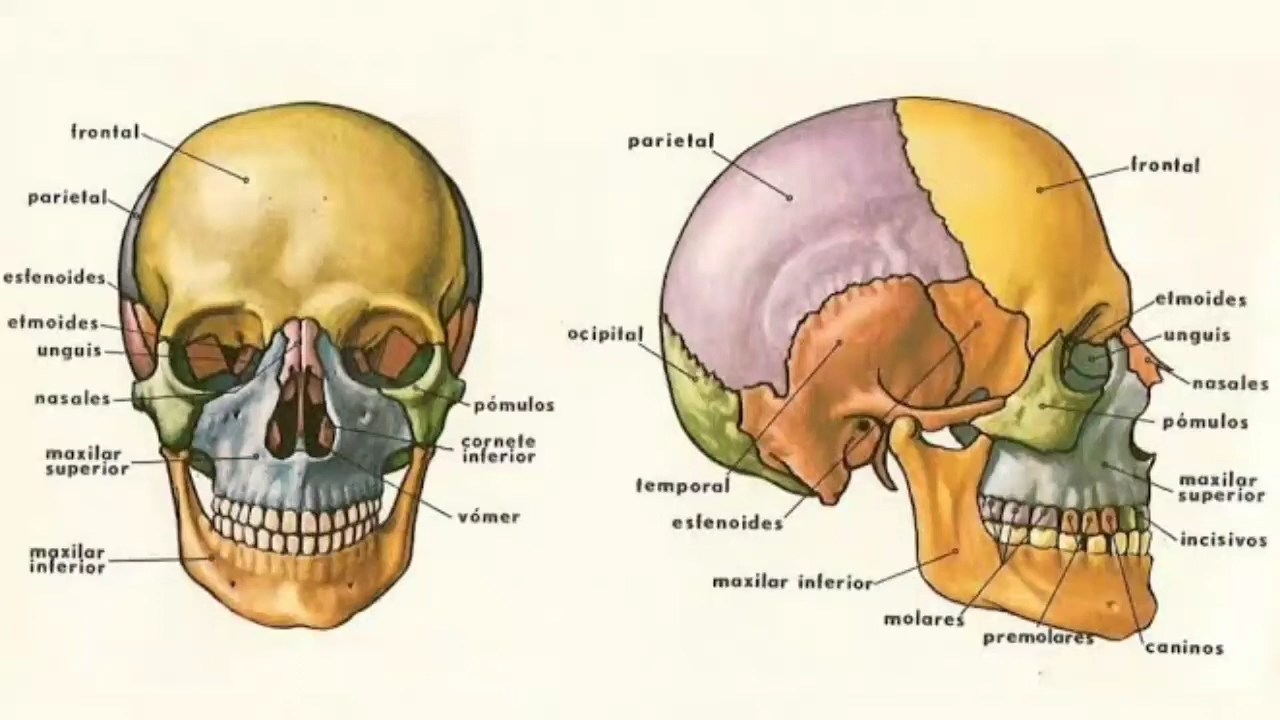 frontal
parietal
esfenoides
etmoides
unguis
nasales
maxilar
superior
maxilar
inferior
pómulos
cornete
inferior
vómer
parietal
ocipital
temporal
esfenoides
maxilar inferior
molares
premolares
caninos
frontal
etmoides
unguis
nasales
pómulos
maxilar
superior
incisivos